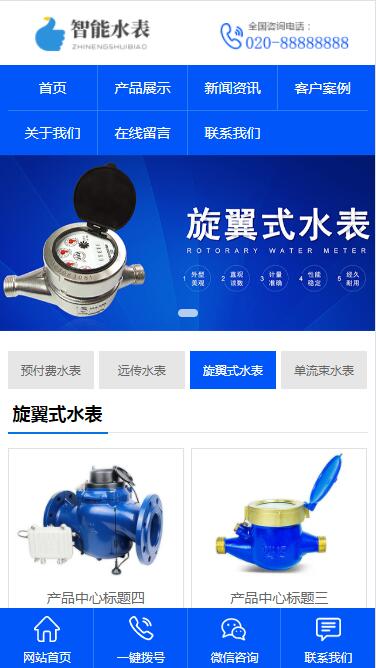 智能水表
ZHINENGSHUIBIAO
全国咨询电话：
020-88888888
首页
产品展示
新闻资讯
客户案例
关于我们
在线留言
联系我们
旋翼式水表
ROTORARY WATER METER
1 外型美观
2 直观读数
3 计量准确
4 性能稳定
5 经久耐用
预付费水表
远传水表
旋翼式水表
单流束水表
旋翼式水表
产品中心标题四
产品中心标题三
网站首页
一键拨号
微信咨询
联系我们